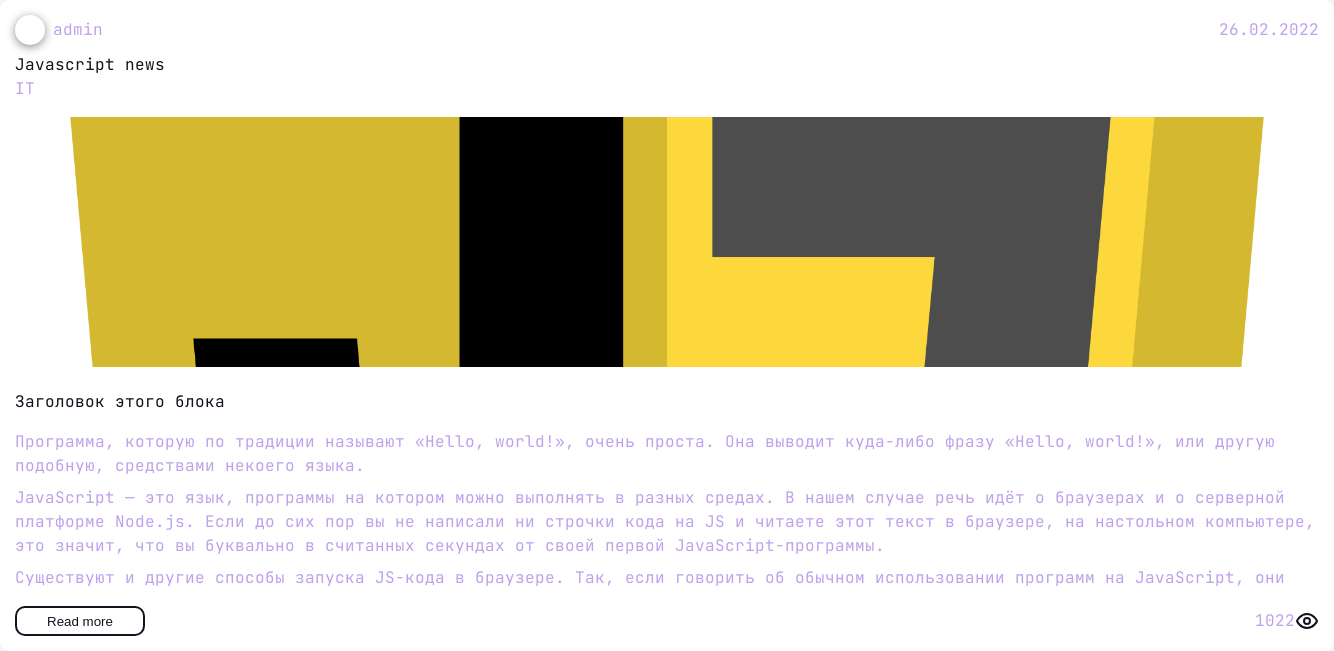 admin
26.02.2022
Javascript news
IT
Заголовок этого блока
Программа, которую по традиции называют «Hello, world!», очень проста. Она выводит куда-либо фразу «Hello, world!», или другую
подобную, средствами некоего языка.
JavaScript — это язык, программы на котором можно выполнять в разных средах. В нашем случае речь идёт о браузерах и о серверной
платформе Node.js. Если до сих пор вы не написали ни строчки кода на JS и читаете этот текст в браузере, на настольном компьютере,
это значит, что вы буквально в считанных секундах от своей первой JavaScript-программы.
Существуют и другие способы запуска JS-кода в браузере. Так, если говорить об обычном использовании программ на JavaScript, они
Read more
1022